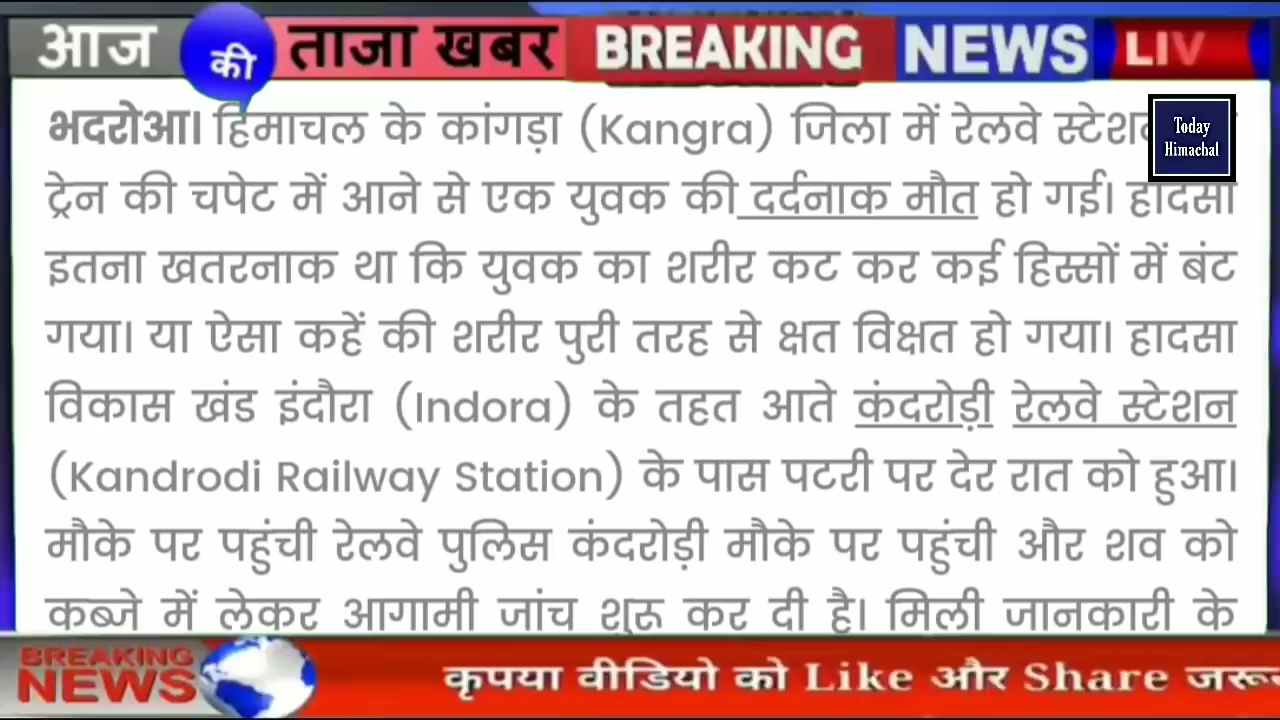 आज की ताजा खबर BREAKING NEWS LIV
भदरोआ। हिमाचल के कांगड़ा (Kangra) जिला में रेलवे
Today
Himachal
ट्रेन की चपेट में आने से एक युवक की दर्दनाक मौत हो गई। हादसा
इतना खतरनाक था कि युवक का शरीर कट कर कई हिस्सों में बंट
गया। या ऐसा कहें की शरीर पुरी तरह से क्षत विक्षत हो गया। हादसा
विकास खंड इंदौरा (Indora) के तहत आते कंदरोड़ी रेलवे स्टेशन
(Kandrodi Railway Station) के पास पटरी पर देर रात को हुआ।
मौके पर पहुंची रेलवे पुलिस कंदरोड़ी मौके पर पहुंची और शव को
कब्जे में लेकर आगामी जांच शुरू कर दी है। मिली जानकारी के
BREAKING
NEWS
कृपया वीडियो को Like और Share